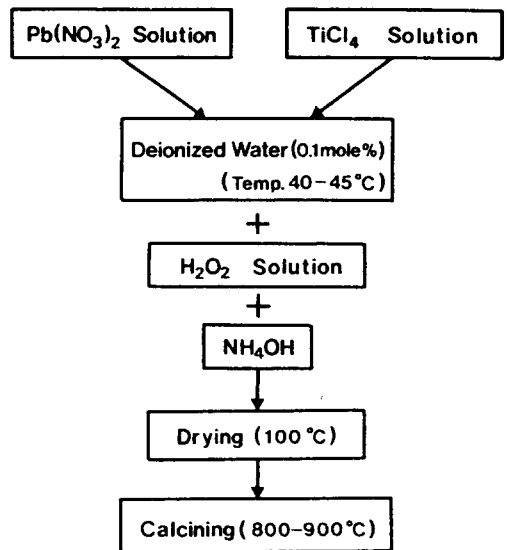 Pb(NO₃)₂ Solution
TiCl₄ Solution
Deionized Water(0.1mole%)
(Temp. 40-45°C)
+
H₂O₂ Solution
+
NH₄OH
Drying (100°C)
Calcining(800-900°C)